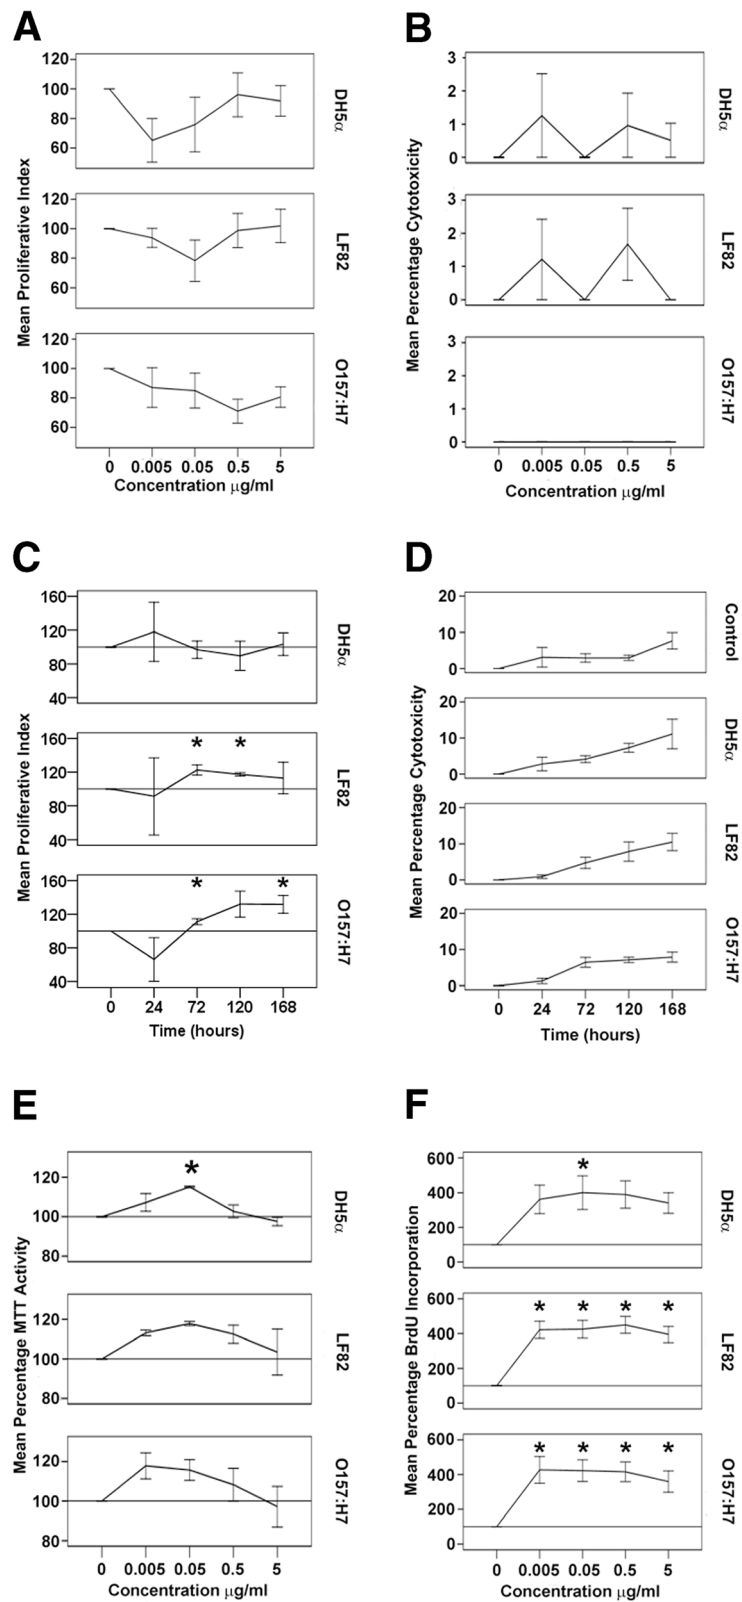 A
B
120
100
80
60
DH5α
120
100
80
60
LF82
120
100
80
60
O157:H7
Mean Proliferative Index
0 0.005 0.05 0.5 5
Concentration μg/ml
3
2
1
0
DH5α
3
2
1
0
LF82
3
2
1
0
O157:H7
Mean Percentage Cytotoxicity
0 0.005 0.05 0.5 5
Concentration μg/ml
C
D
160
120
80
40
DH5α
* *
160
120
80
40
LF82
* *
160
120
80
40
O157:H7
Mean Proliferative Index
0 24 72 120 168
Time (hours)
20
10
0
Control
20
10
0
DH5α
20
10
0
LF82
20
10
0
O157:H7
Mean Percentage Cytotoxicity
0 24 72 120 168
Time (hours)
E
F
*
120
100
80
DH5α
120
100
80
LF82
120
100
80
O157:H7
Mean Percentage MTT Activity
0 0.005 0.05 0.5 5
Concentration μg/ml
*
600
400
200
0
DH5α
* * * *
600
400
200
0
LF82
* * * *
600
400
200
0
O157:H7
Mean Percentage BrdU Incorporation
0 0.005 0.05 0.5 5
Concentration μg/ml